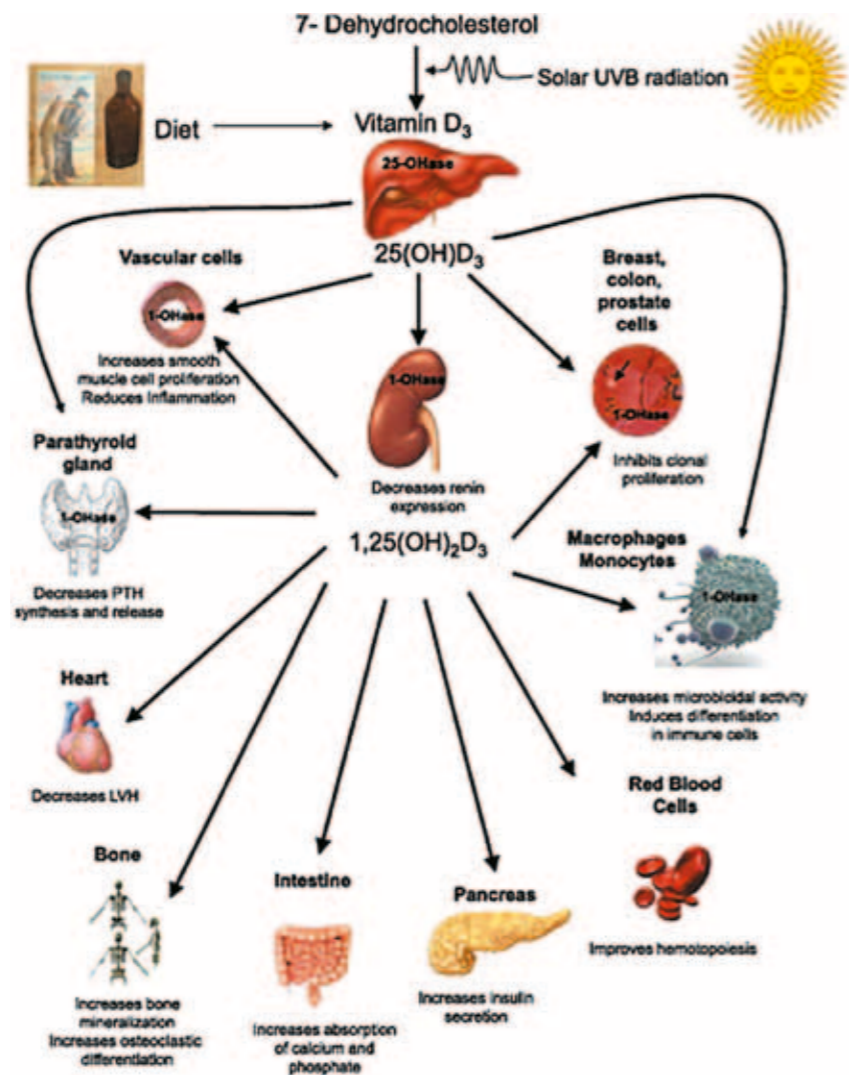 7- Dehydrocholesterol
Solar UVB radiation
Diet
Vitamin D3
25-OHase
25(OH)D3
Vascular cells
1-OHase
Increases smooth
muscle cell proliferation
Reduces Inflammation
1-OHase
Decreases renin
expression
Breast,
colon,
prostate
cells
1-OHase
Inhibits clonal
proliferation
Parathyroid
gland
1-OHase
Decreases PTH
synthesis and release
1,25(OH)2D3
Macrophages
Monocytes
1-OHase
Increases microbicidal activity
Induces differentiation
in immune cells
Heart
Decreases LVH
Red Blood
Cells
Improves hemotopoiesis
Bone
Increases bone
mineralization
Increases osteoclastic
differentiation
Intestine
Increases absorption
of calcium and
phosphate
Pancreas
Increases insulin
secretion